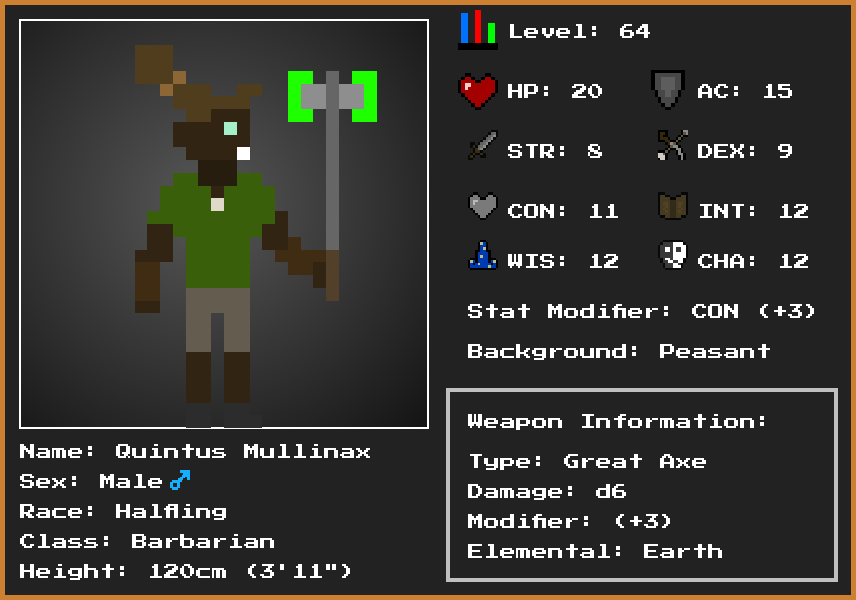 Level: 64
HP: 20
AC: 15
STR: 8
DEX: 9
CON: 11
INT: 12
WIS: 12
CHA: 12
Stat Modifier: CON (+3)
Background: Peasant
Weapon Information:
Type: Great Axe
Damage: d6
Modifier: (+3)
Elemental: Earth
Name: Quintus Mullinax
Sex: Male♂
Race: Halfling
Class: Barbarian
Height: 120cm (3'11")